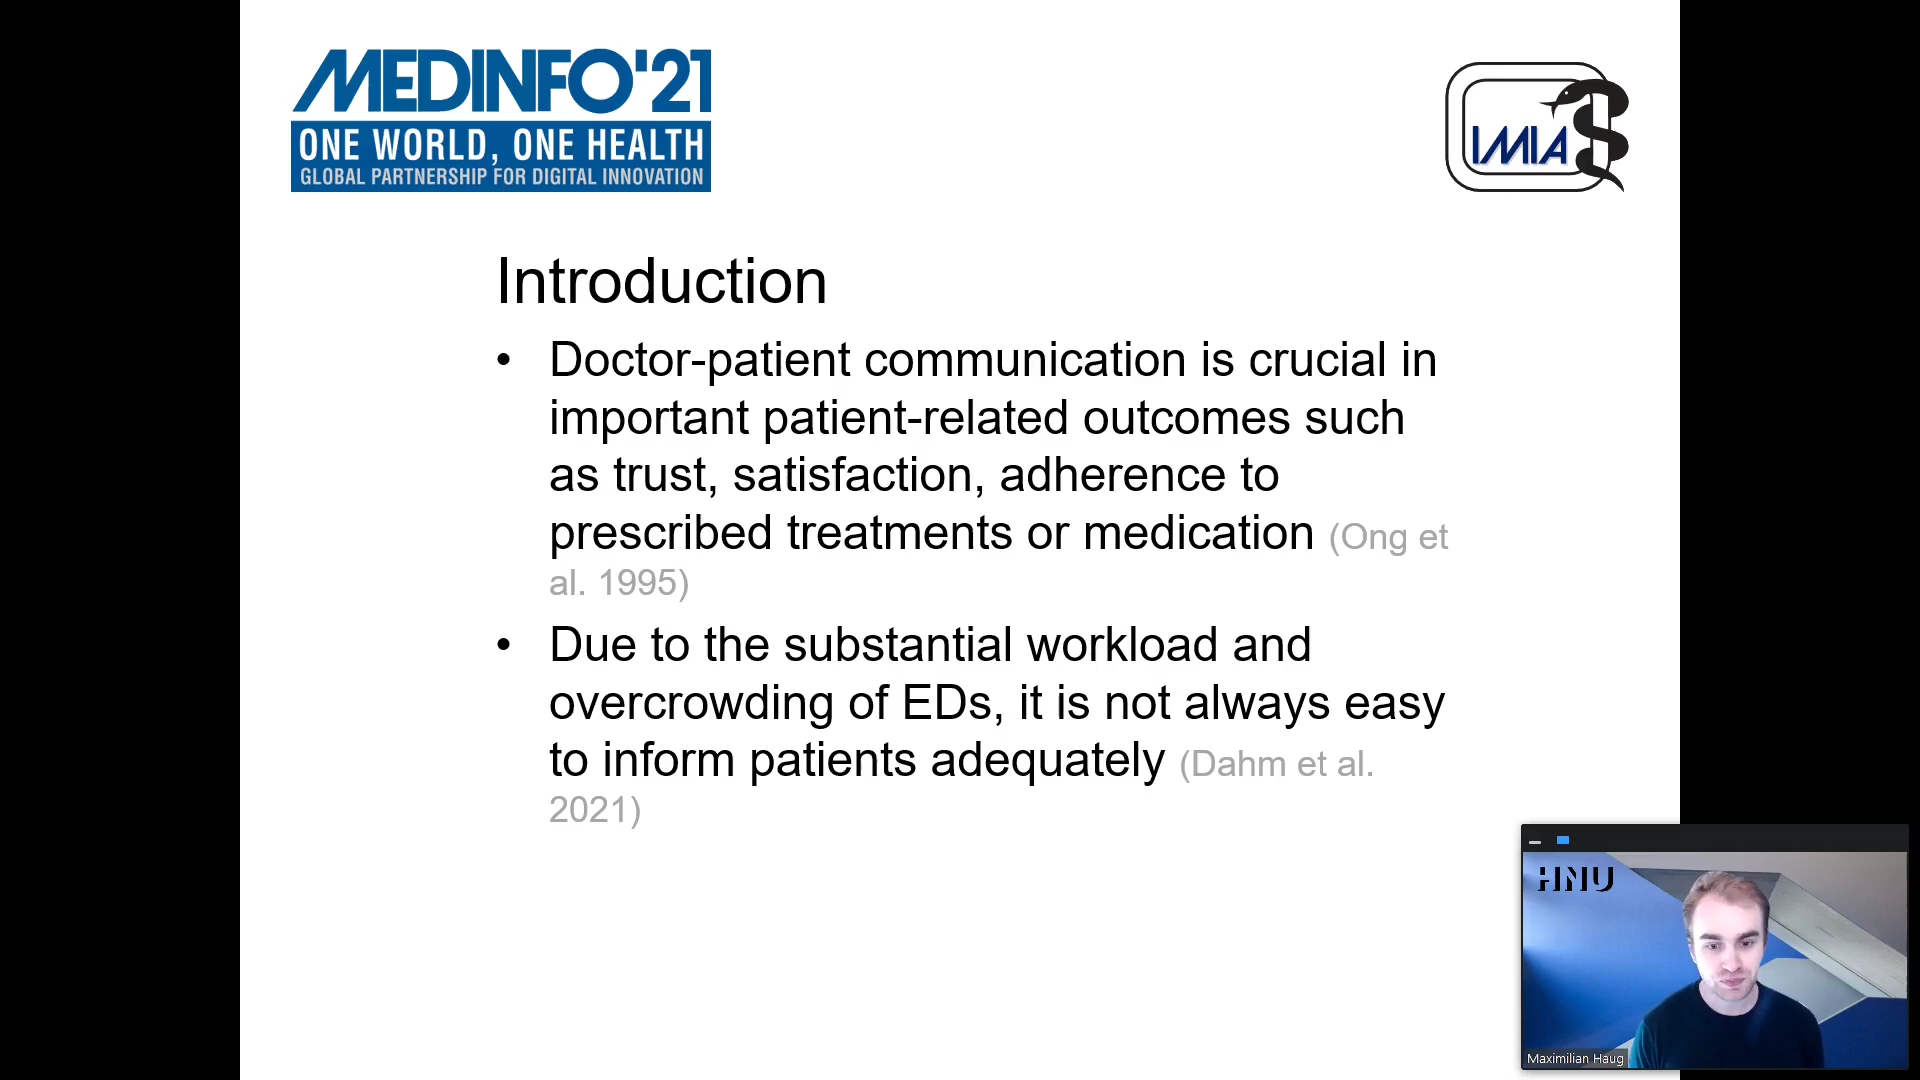 MEDINFO'21
ONE WORLD, ONE HEALTH
GLOBAL PARTNERSHIP FOR DIGITAL INNOVATION
IMIA
Introduction
• Doctor-patient communication is crucial in
important patient-related outcomes such
as trust, satisfaction, adherence to
prescribed treatments or medication (Ong et
al. 1995)
• Due to the substantial workload and
overcrowding of EDs, it is not always easy
to inform patients adequately (Dahm et al.
2021)
HNU
Maximilian Haug